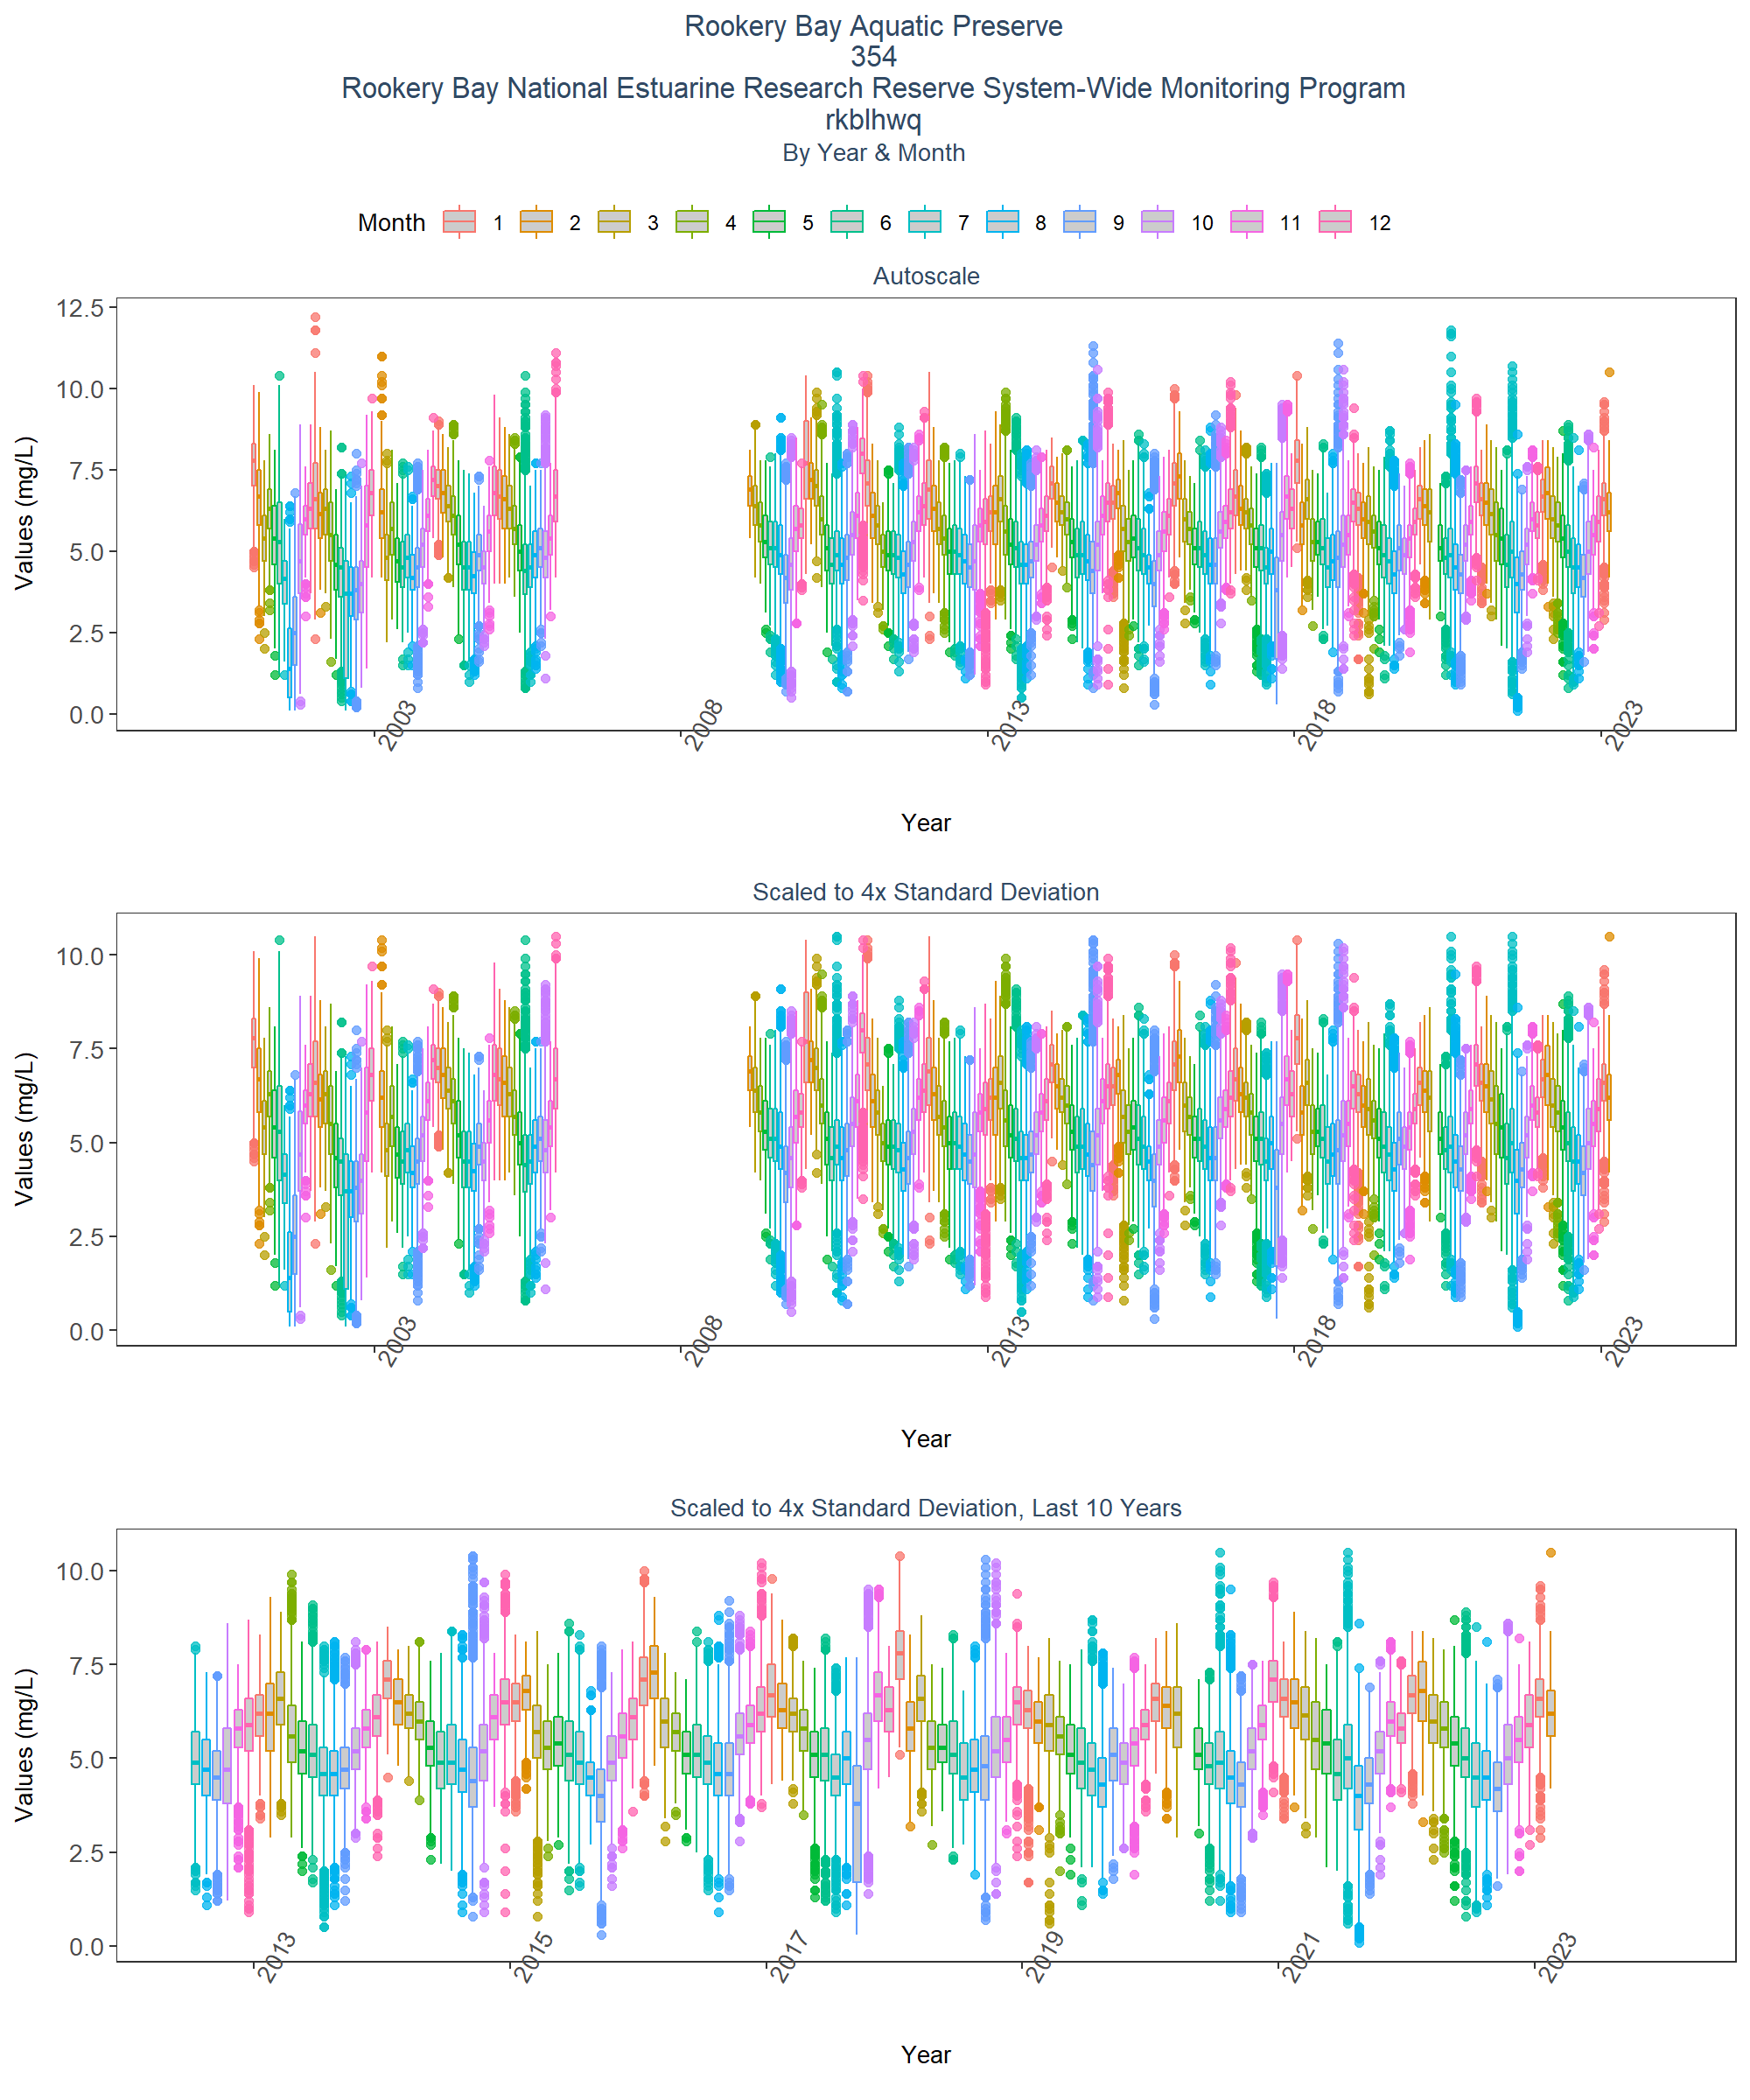 Rookery Bay Aquatic Preserve
354
Rookery Bay National Estuarine Research Reserve System-Wide Monitoring Program
rkblhwq
By Year & Month
Month 1 2 3 4 5 6 7 8 9 10 11 12
Autoscale
Values (mg/L)
12.5
10.0
7.5
5.0
2.5
0.0
2003 2008 2013 2018 2023
Year
Scaled to 4x Standard Deviation
Values (mg/L)
10.0
7.5
5.0
2.5
0.0
2003 2008 2013 2018 2023
Year
Scaled to 4x Standard Deviation, Last 10 Years
Values (mg/L)
10.0
7.5
5.0
2.5
0.0
2013 2015 2017 2019 2021 2023
Year